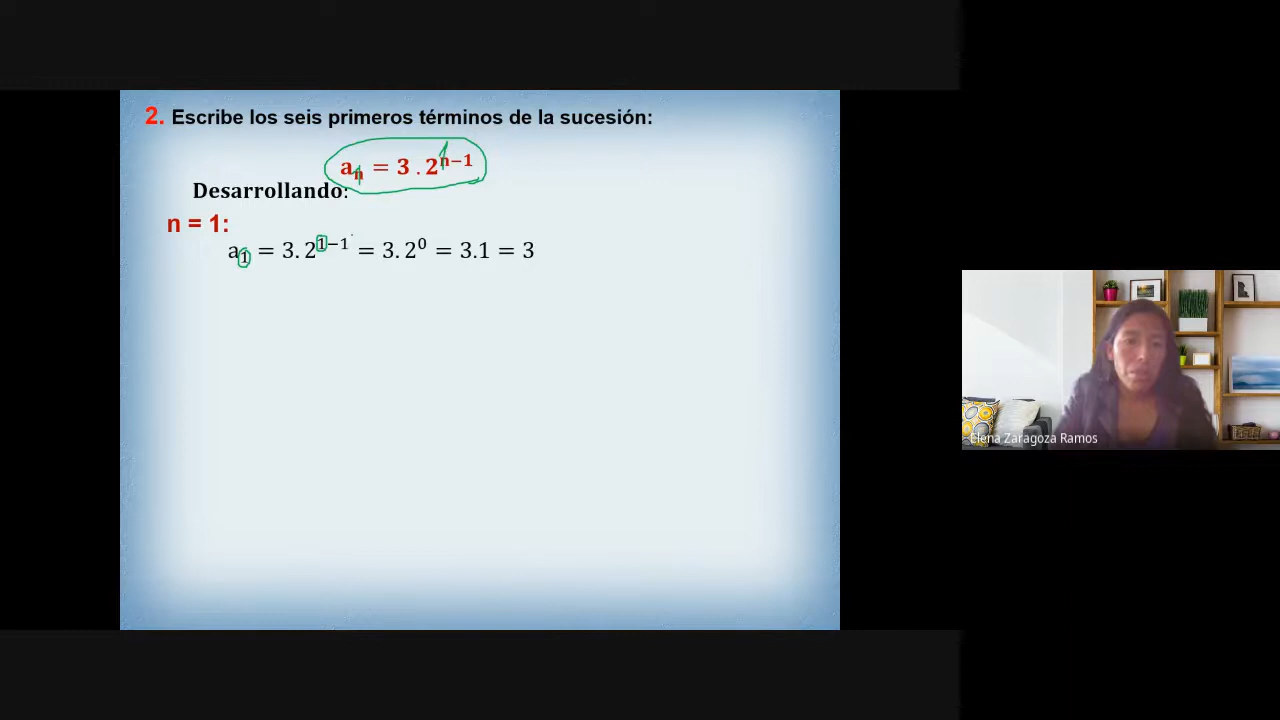 2. Escribe los seis primeros términos de la sucesión:
aₙ = 3 . 2ⁿ⁻¹
Desarrollando:
n = 1:
a₁ = 3. 2¹⁻¹ = 3. 2⁰ = 3.1 = 3
Elena Zaragoza Ramos